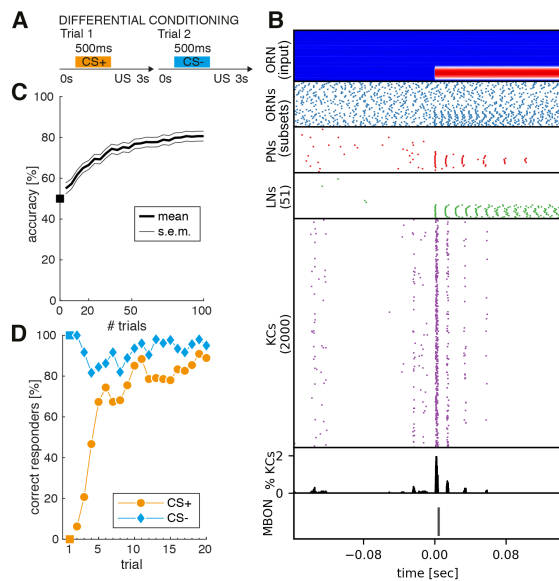 A
DIFFERENTIAL CONDITIONING
Trial 1
Trial 2
500ms
500ms
CS+
CS-
0s
US 3s
0s
US 3s
B
ORN
(input)
ORNs
(subsets)
PNs
LNs
(51)
KCs
(2000)
% KCs
2
0
MBON
−0.08
0.00
0.08
time [sec]
C
100
80
60
40
20
0
accuracy [%]
mean
s.e.m.
0
20
60
100
# trials
D
100
80
60
40
20
0
correct responders [%]
CS+
CS-
1
5
10
15
20
trial